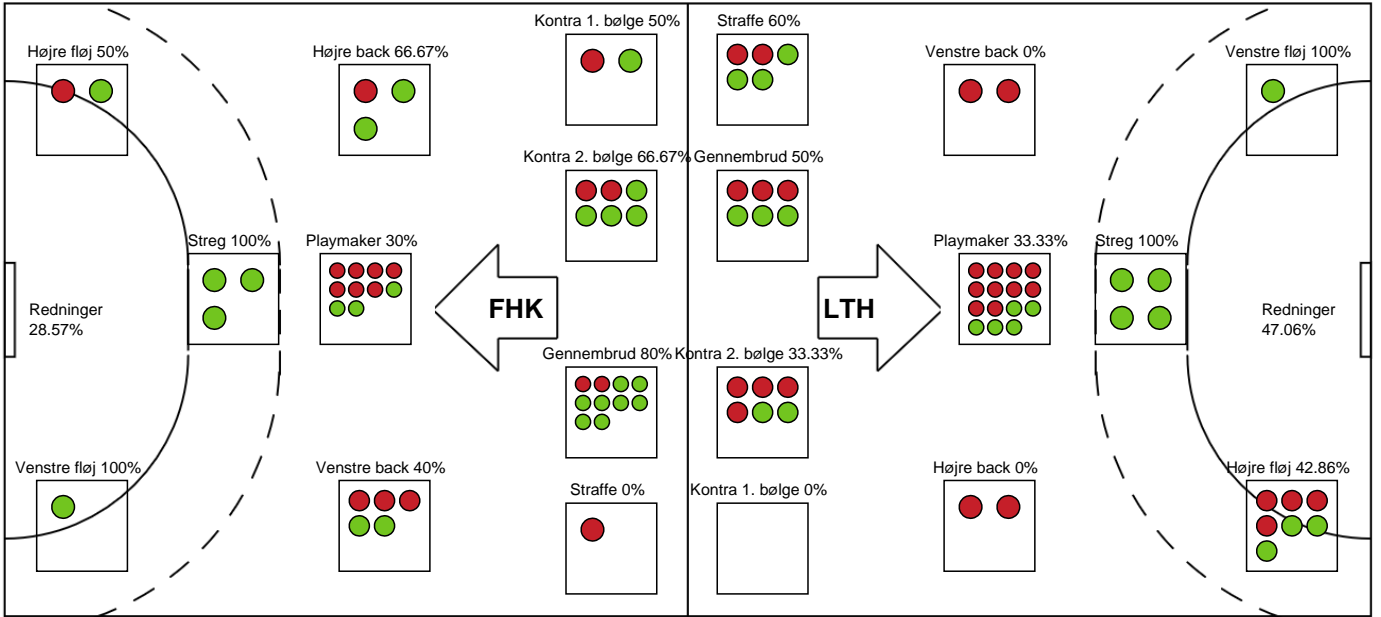 Kontra 1. bølge 50%
Straffe 60%
Højre fløj 50%
Højre back 66.67%
Venstre back 0%
Venstre fløj 100%
Kontra 2. bølge 66.67%
Gennembrud 50%
Streg 100%
Playmaker 30%
Playmaker 33.33%
Streg 100%
Redninger
28.57%
FHK
LTH
Redninger
47.06%
Gennembrud 80%
Kontra 2. bølge 33.33%
Venstre fløj 100%
Venstre back 40%
Straffe 0%
Kontra 1. bølge 0%
Højre back 0%
Højre fløj 42.86%